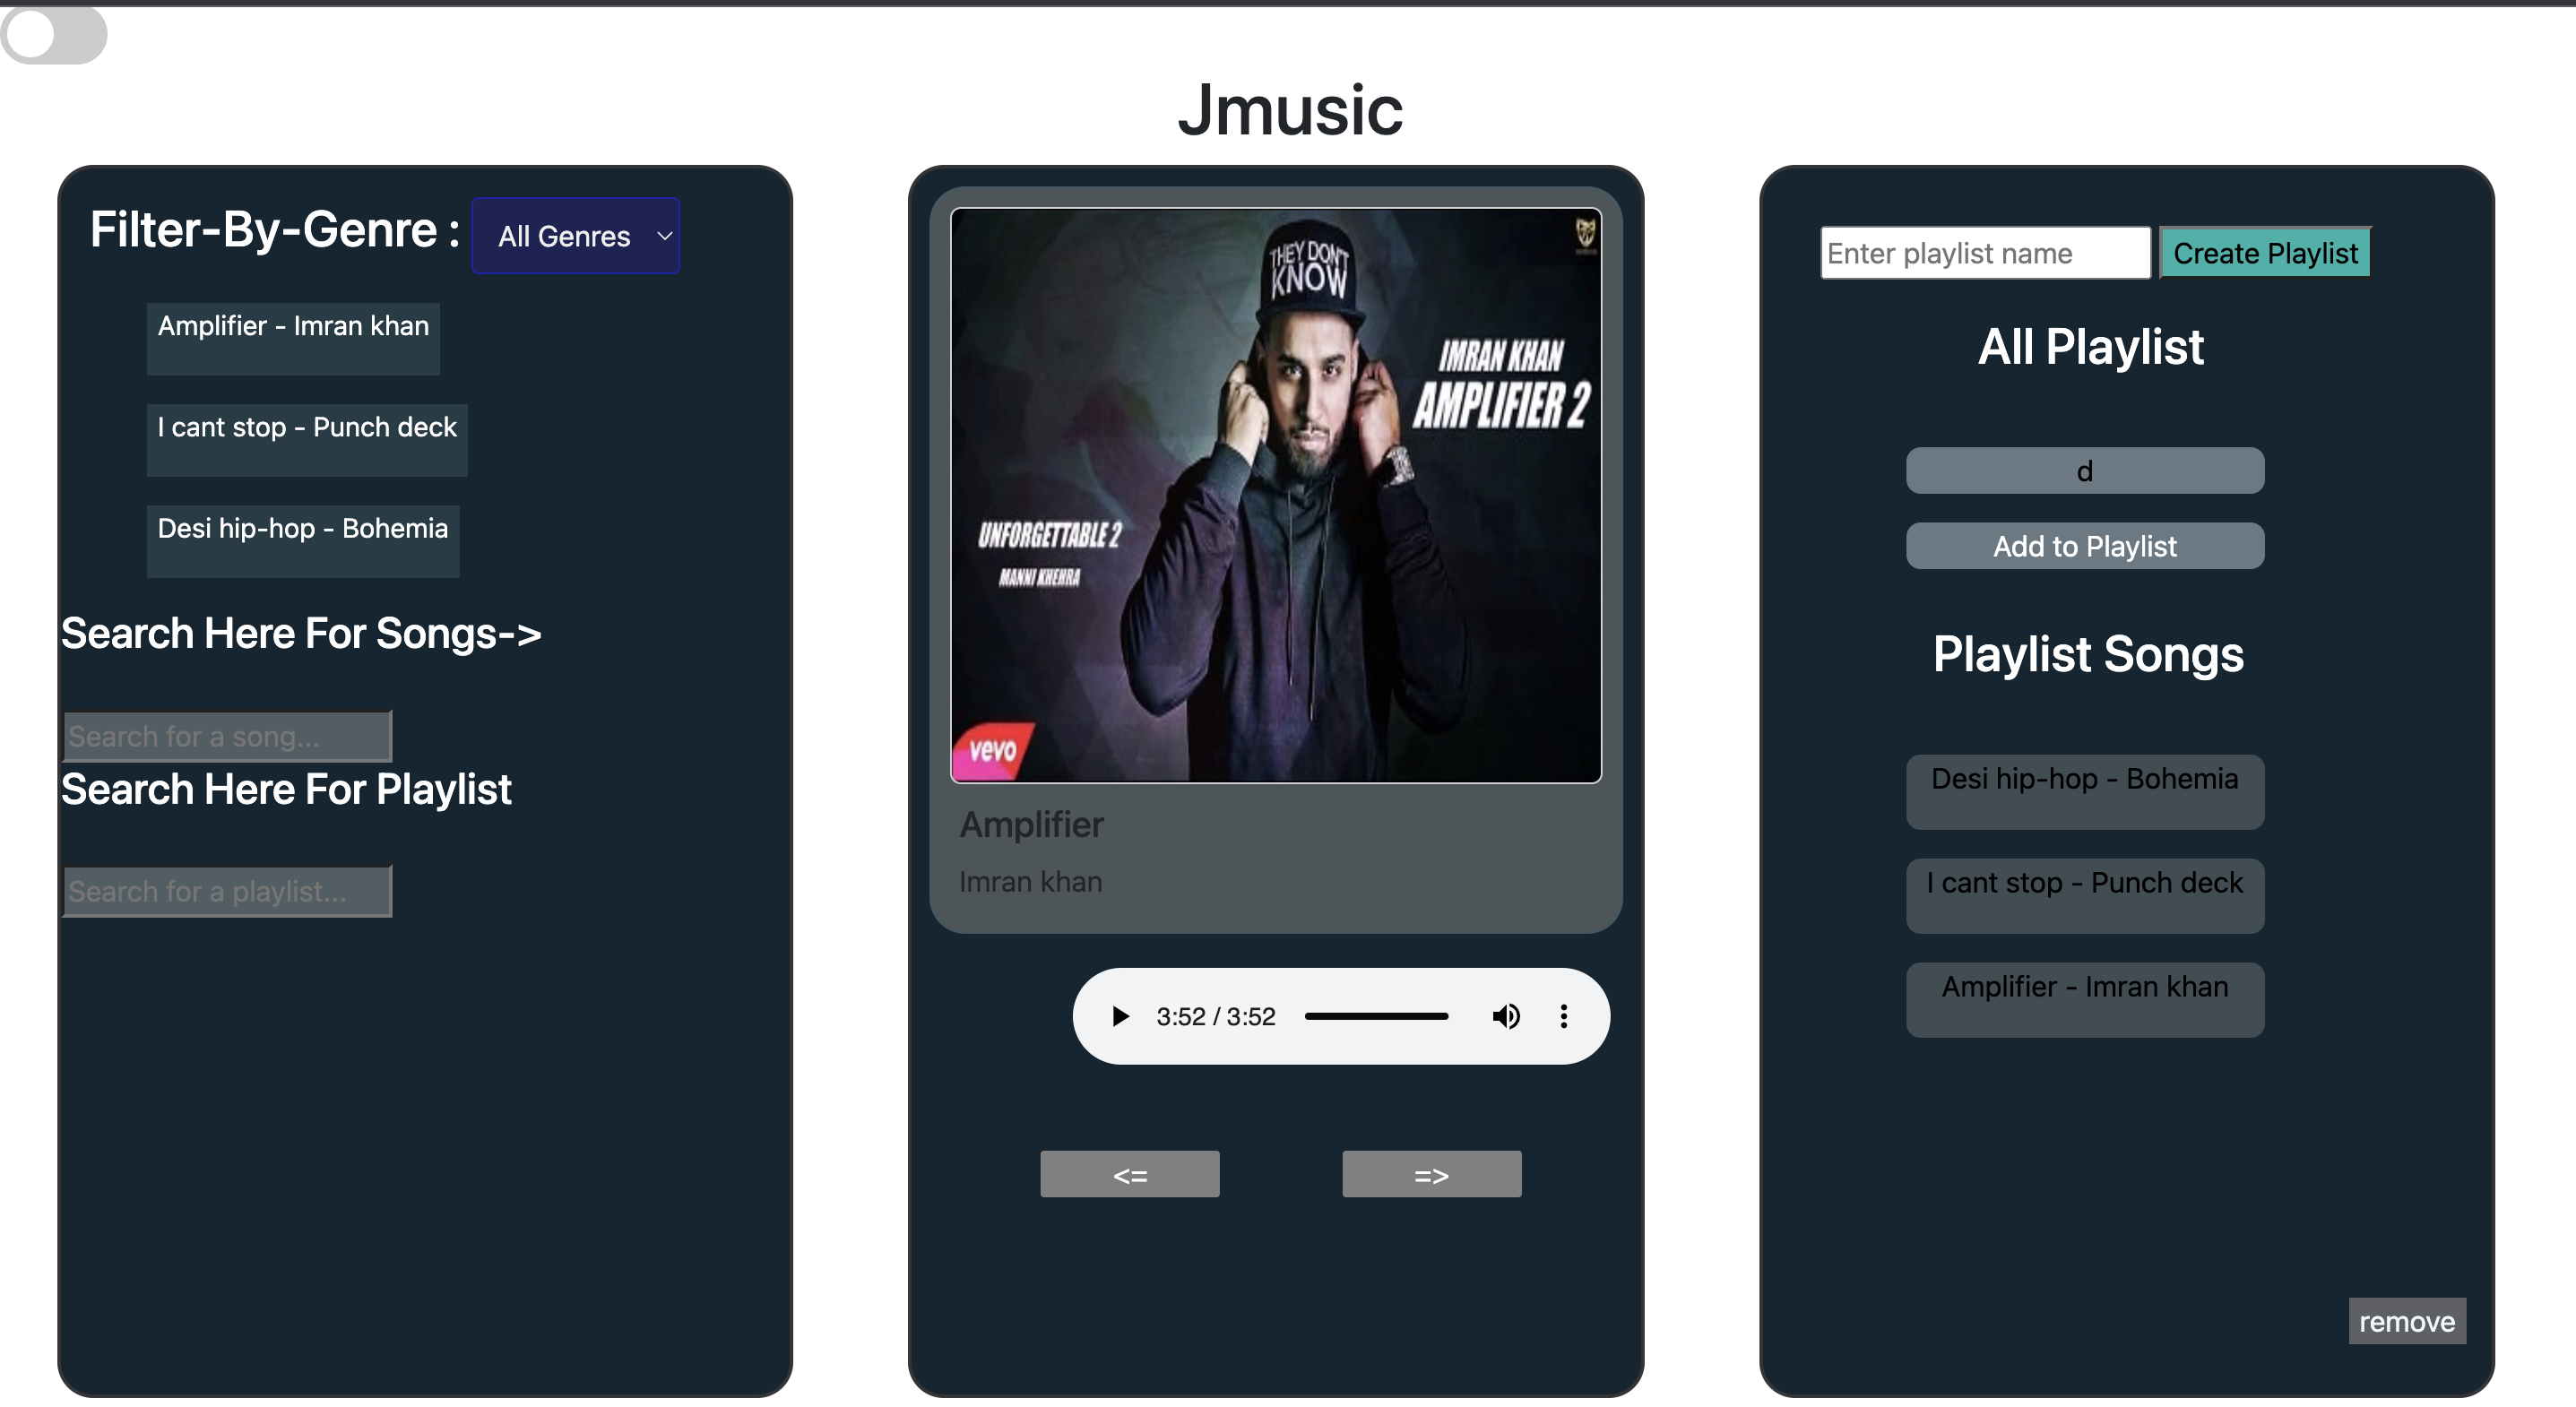 Jmusic
Filter-By-Genre :
All Genres
Amplifier - Imran khan
I cant stop - Punch deck
Desi hip-hop - Bohemia
Search Here For Songs->
Search for a song...
Search Here For Playlist
Search for a playlist...
THEY DON'T
KNOW
IMRAN KHAN
AMPLIFIER 2
UNFORGETTABLE 2
MANNI KHEHRA
vevo
Amplifier
Imran khan
3:52 / 3:52
<=
=>
Enter playlist name
Create Playlist
All Playlist
d
Add to Playlist
Playlist Songs
Desi hip-hop - Bohemia
I cant stop - Punch deck
Amplifier - Imran khan
remove